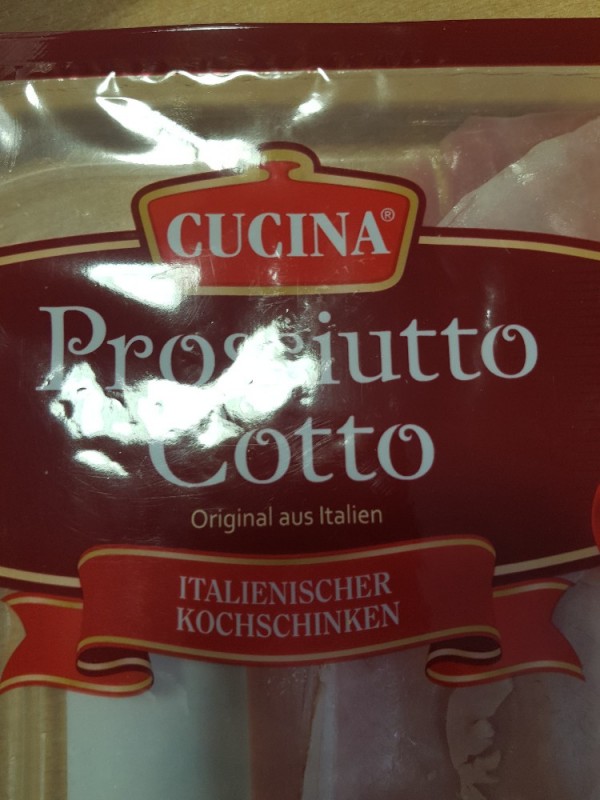 CUCINA®
Prosciutto
Cotto
Original aus Italien
ITALIENISCHER
KOCHSCHINKEN